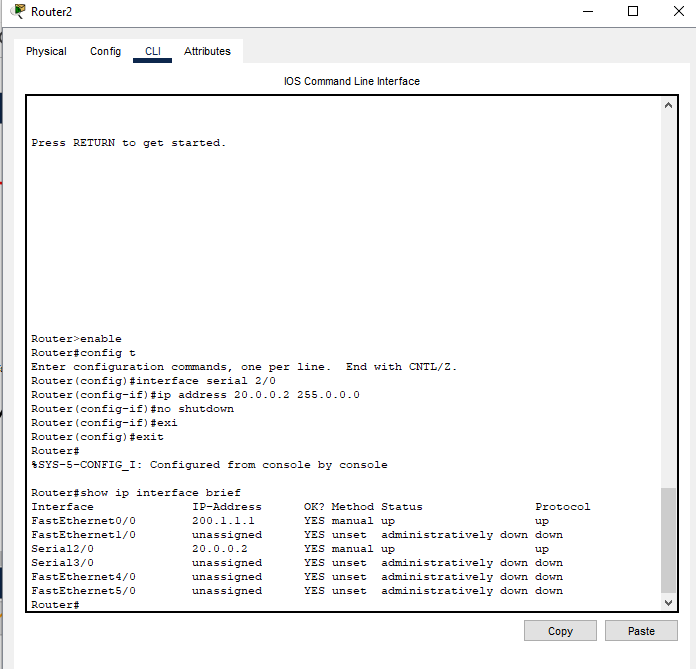 Router2
Physical Config CLI Attributes
IOS Command Line Interface
Press RETURN to get started.
Router>enable
Router#config t
Enter configuration commands, one per line.  End with CNTL/Z.
Router(config)#interface serial 2/0
Router(config-if)#ip address 20.0.0.2 255.0.0.0
Router(config-if)#no shutdown
Router(config-if)#exi
Router(config)#exit
Router#
%SYS-5-CONFIG_I: Configured from console by console
Router#show ip interface brief
Interface              IP-Address      OK? Method Status                Protocol
FastEthernet0/0        200.1.1.1       YES manual up                    up
FastEthernet1/0        unassigned      YES unset  administratively down down
Serial2/0              20.0.0.2        YES manual up                    up
Serial3/0              unassigned      YES unset  administratively down down
FastEthernet4/0        unassigned      YES unset  administratively down down
FastEthernet5/0        unassigned      YES unset  administratively down down
Router#
Copy Paste